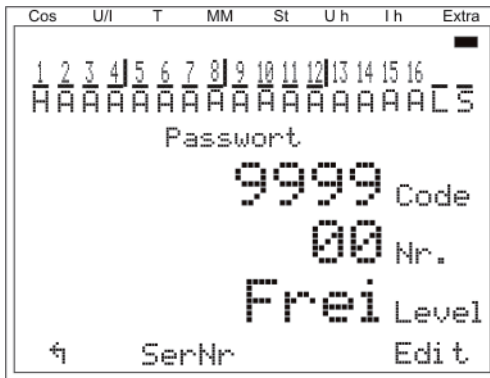 Cos U/I T MM St U h I h Extra
1 2 3 4 5 6 7 8 9 10 11 12 13 14 15 16
A A A A A A A A A A A A A A A A L S
Passwort
9999 Code
00 Nr.
Frei Level
SerNr Edit